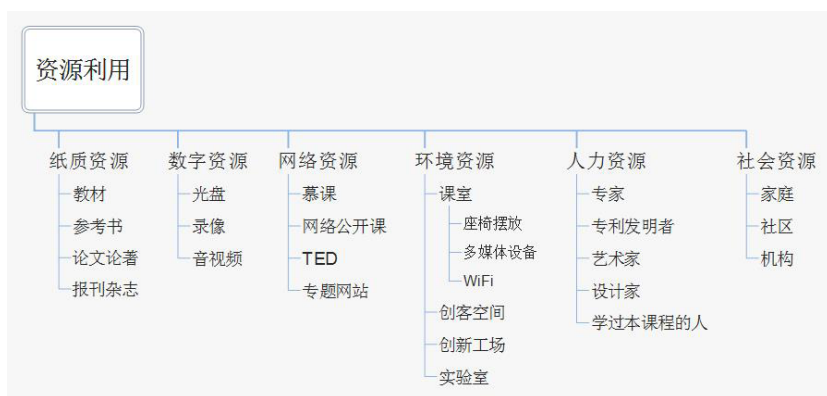 资源利用
纸质资源
教材
参考书
论文论著
报刊杂志
数字资源
光盘
录像
音视频
网络资源
慕课
网络公开课
TED
专题网站
环境资源
课室
座椅摆放
多媒体设备
WiFi
创客空间
创新工场
实验室
人力资源
专家
专利发明者
艺术家
设计家
学过本课程的人
社会资源
家庭
社区
机构